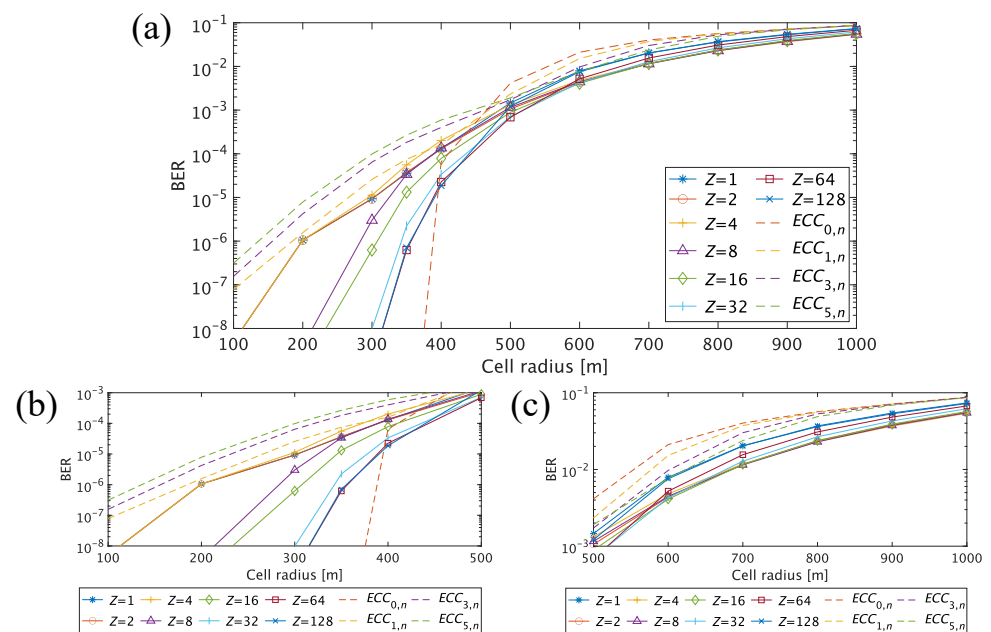 (a)
10^-1
10^-2
10^-3
10^-4
10^-5
10^-6
10^-7
10^-8
BER
100 200 300 400 500 600 700 800 900 1000
Cell radius [m]
Z=1 Z=64
Z=2 Z=128
Z=4 ECC_0,n
Z=8 ECC_1,n
Z=16 ECC_3,n
Z=32 ECC_5,n
(b)
10^-3
10^-4
10^-5
10^-6
10^-7
10^-8
BER
100 200 300 400 500
Cell radius [m]
Z=1 Z=4 Z=16 Z=64 ECC_0,n ECC_3,n
Z=2 Z=8 Z=32 Z=128 ECC_1,n ECC_5,n
(c)
10^-1
10^-2
10^-3
BER
500 600 700 800 900 1000
Cell radius [m]
Z=1 Z=4 Z=16 Z=64 ECC_0,n ECC_3,n
Z=2 Z=8 Z=32 Z=128 ECC_1,n ECC_5,n